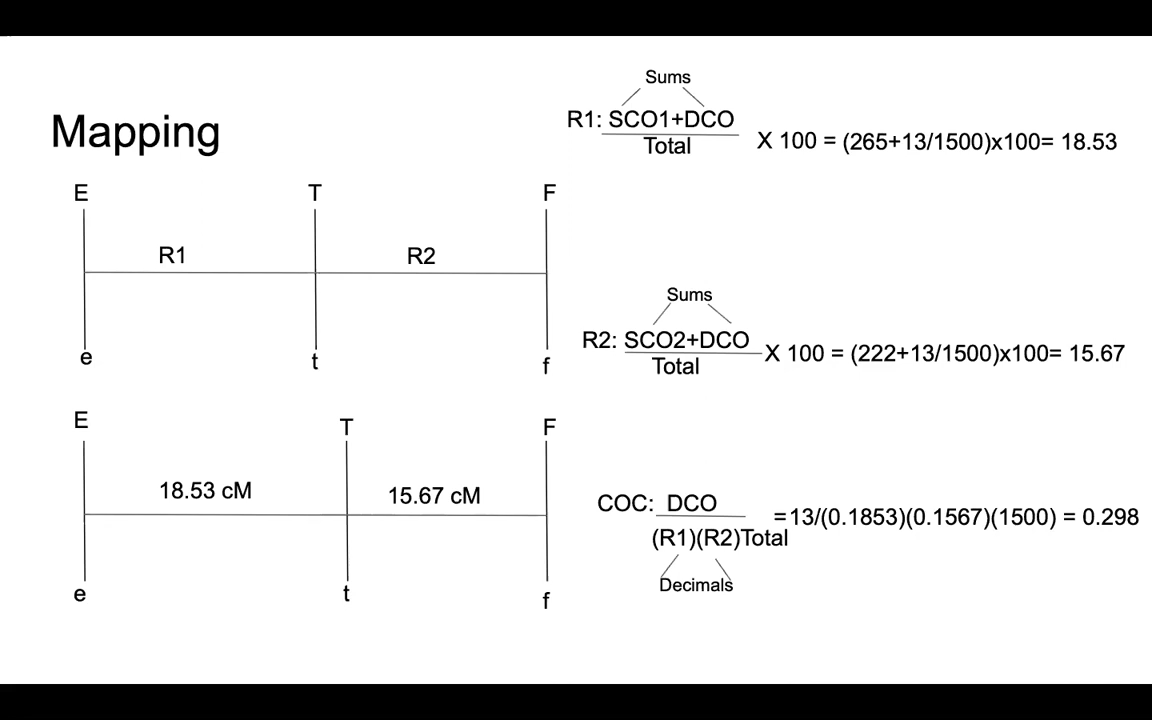 Mapping
E T F
R1 R2
e t f
E T F
18.53 cM 15.67 cM
e t f
Sums
R1: SCO1+DCO
Total
X 100 = (265+13/1500)x100= 18.53
Sums
R2: SCO2+DCO
Total
X 100 = (222+13/1500)x100= 15.67
COC: DCO
(R1)(R2)Total
=13/(0.1853)(0.1567)(1500) = 0.298
Decimals